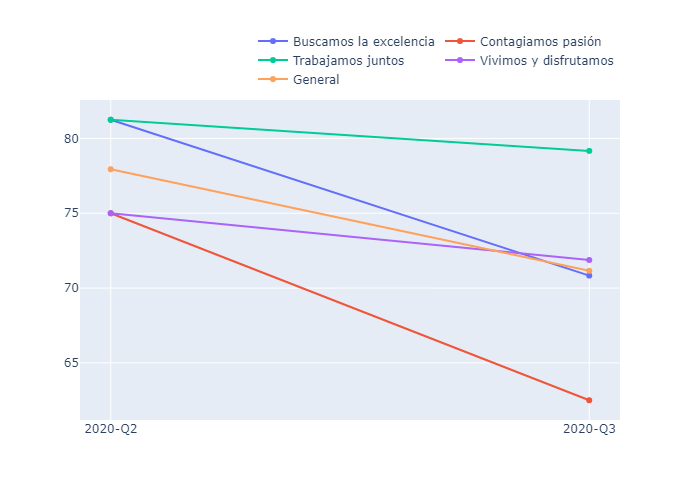 Buscamos la excelencia Contagiamos pasión
Trabajamos juntos Vivimos y disfrutamos
General
80
75
70
65
2020-Q2 2020-Q3